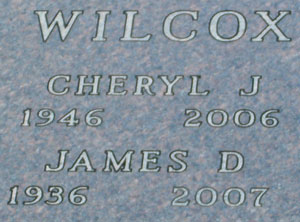 WILCOX
CHERYL J
1946 2006
JAMES D
1936 2007